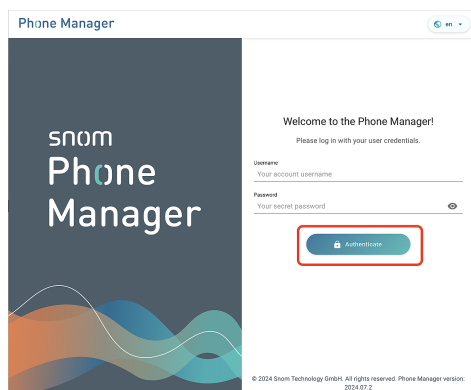 Phone Manager
en
snom
Phone
Manager
Welcome to the Phone Manager!
Please log in with your user credentials.
Username
Your account username
Password
Your secret password
Authenticate
© 2024 Snom Technology GmbH. All rights reserved. Phone Manager version:
2024.07.2